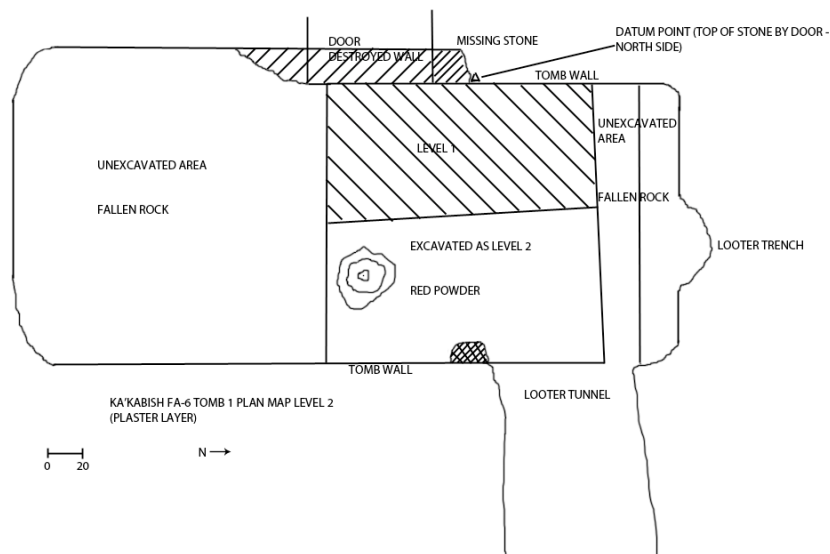 DOOR
DESTROYED WALL
MISSING STONE
DATUM POINT (TOP OF STONE BY DOOR -
NORTH SIDE)
TOMB WALL
UNEXCAVATED
AREA
LEVEL 1
UNEXCAVATED AREA
FALLEN ROCK
FALLEN ROCK
EXCAVATED AS LEVEL 2
LOOTER TRENCH
RED POWDER
TOMB WALL
LOOTER TUNNEL
KA'KABISH FA-6 TOMB 1 PLAN MAP LEVEL 2
(PLASTER LAYER)
0 20
N